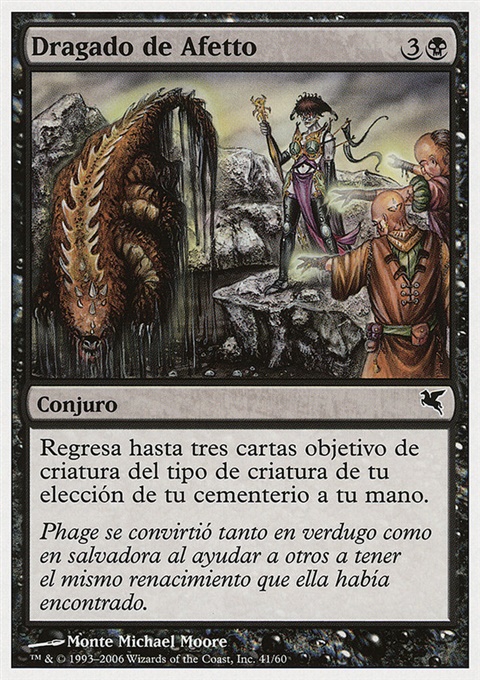 Dragado de Afetto 3
Conjuro
Regresa hasta tres cartas objetivo de
criatura del tipo de criatura de tu
elección de tu cementerio a tu mano.
Phage se convirtió tanto en verdugo como
en salvadora al ayudar a otros a tener
el mismo renacimiento que ella había
encontrado.
Monte Michael Moore
™ & © 1993–2006 Wizards of the Coast, Inc. 41/60